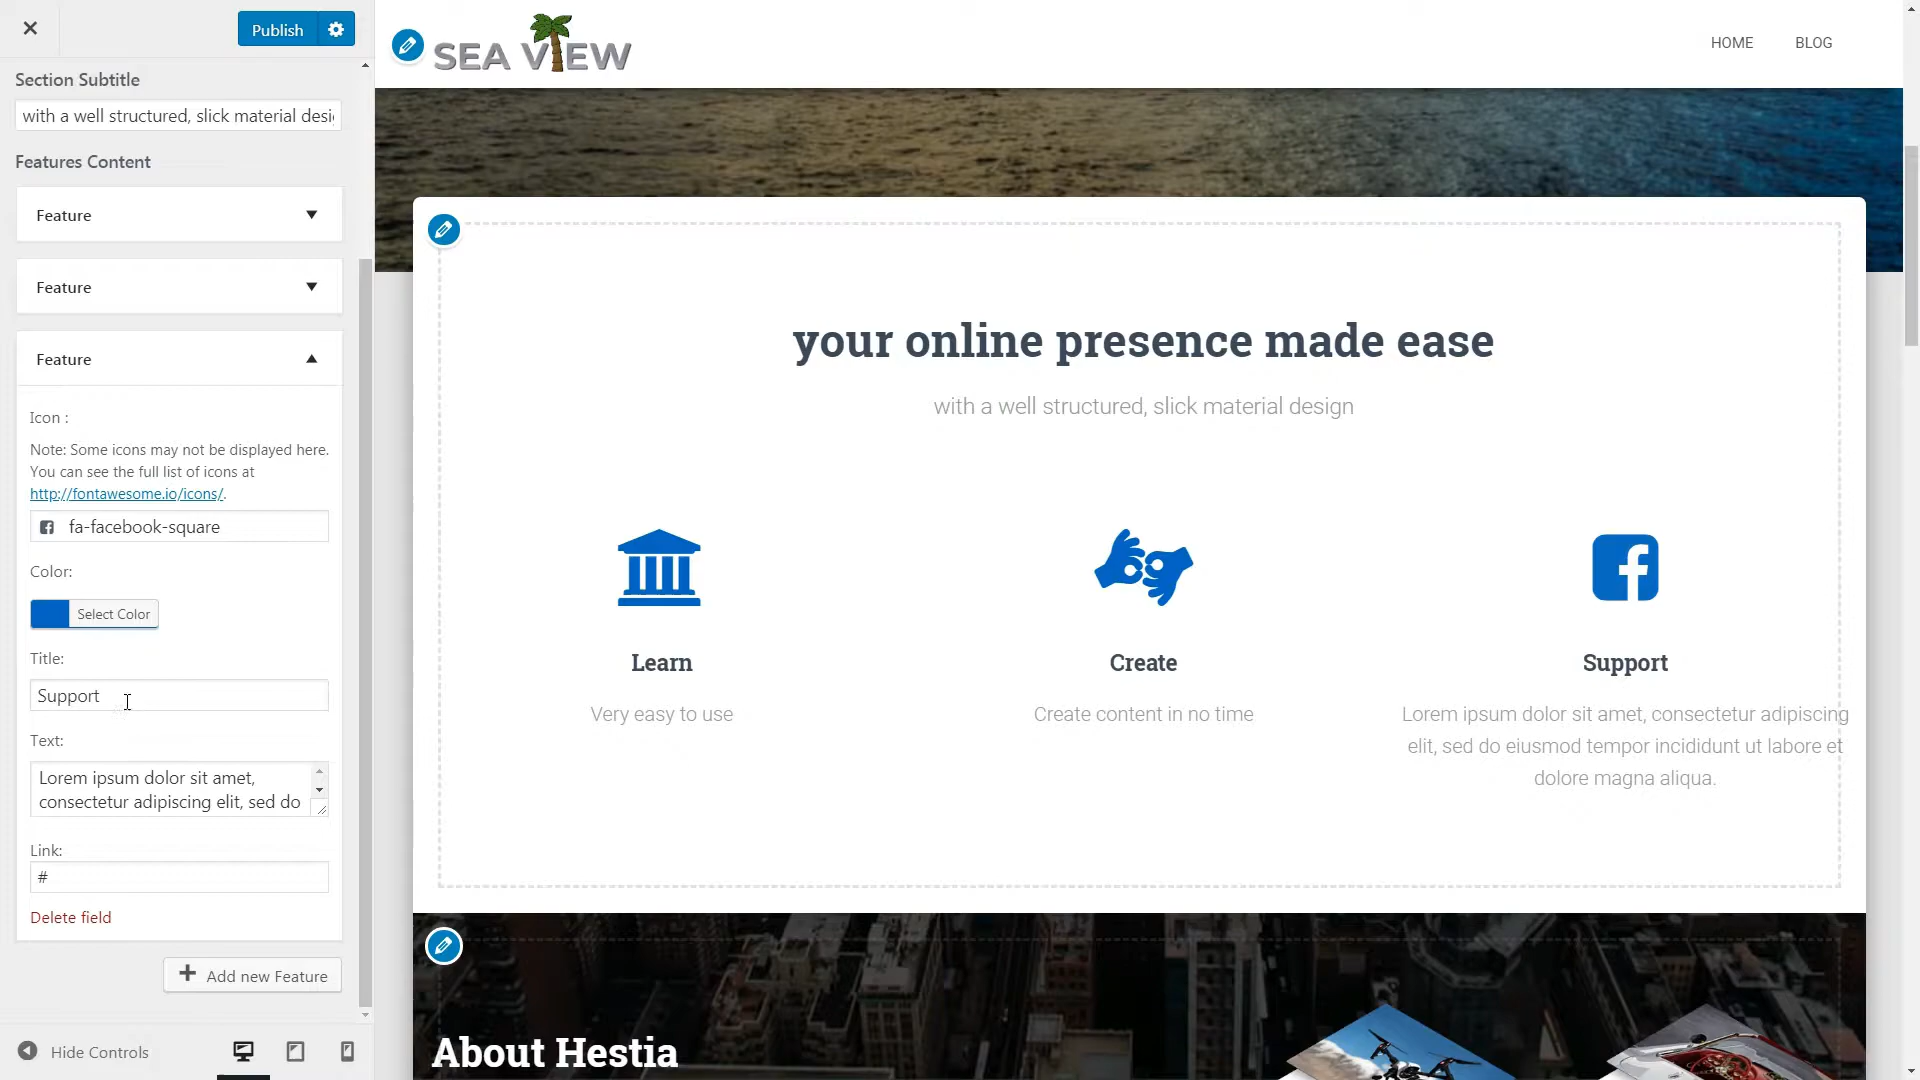 Publish
Section Subtitle
with a well structured, slick material desi
Features Content
Feature
Feature
Feature
Icon :
Note: Some icons may not be displayed here.
You can see the full list of icons at
http://fontawesome.io/icons/.
fa-facebook-square
Color:
Select Color
Title:
Support
Text:
Lorem ipsum dolor sit amet,
consectetur adipiscing elit, sed do
Link:
#
Delete field
Add new Feature
Hide Controls
SEA VIEW
HOME
BLOG
your online presence made ease
with a well structured, slick material design
Learn
Very easy to use
Create
Create content in no time
Support
Lorem ipsum dolor sit amet, consectetur adipiscing
elit, sed do eiusmod tempor incididunt ut labore et
dolore magna aliqua.
About Hestia